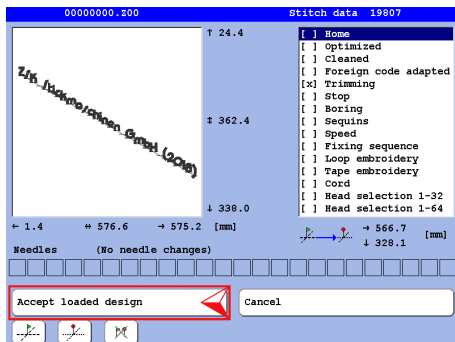 00000000.Z00
Stitch data 19807
↑ 24.4
↕ 362.4
↓ 338.0
← 1.4 ↔ 576.6 → 575.2 [mm]
[ ] Home
[ ] Optimized
[ ] Cleaned
[ ] Foreign code adapted
[x] Trimming
[ ] Stop
[ ] Boring
[ ] Sequins
[ ] Speed
[ ] Fixing sequence
[ ] Loop embroidery
[ ] Tape embroidery
[ ] Cord
[ ] Head selection 1-32
[ ] Head selection 1-64
→ 566.7
↓ 328.1
[mm]
Needles (No needle changes)
Accept loaded design
Cancel
GmbH (2016)